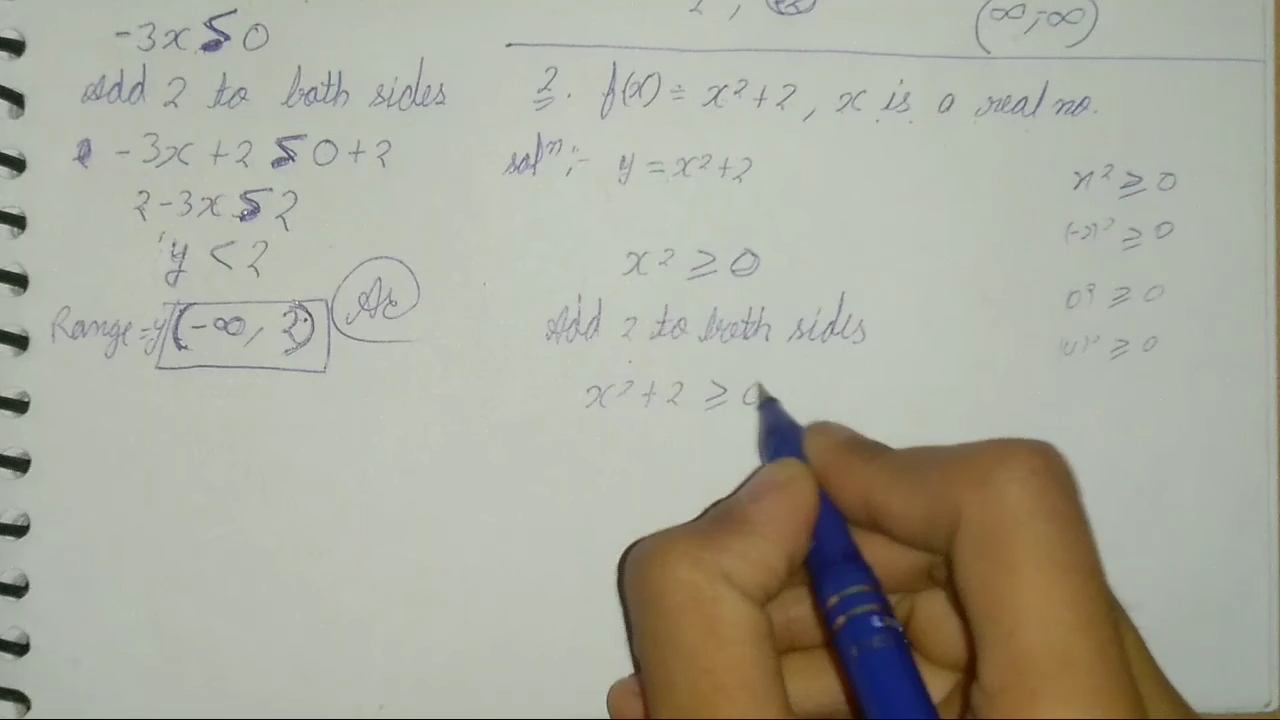 -3x < 0
Add 2 to both sides
-3x + 2 < 0 + 2
2 - 3x < 2
y < 2
Range = y (-∞, 2)
(∞, -∞)
2. f(x) = x²+2, x is a real no.
solⁿ :- y = x²+2
x² ≥ 0
Add 2 to both sides
x² + 2 ≥ 0
x² ≥ 0
(-2)² ≥ 0
0² ≥ 0
≥ 0